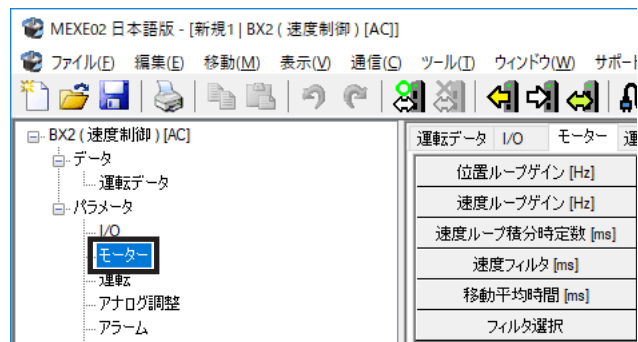 MEXE02 日本語版 - [新規1 | BX2 ( 速度制御 ) [AC]]
ファイル(F) 編集(E) 移動(M) 表示(V) 通信(C) ツール(T) ウィンドウ(W) サポート
BX2 ( 速度制御 ) [AC]
データ
運転データ
パラメータ
I/O
モーター
運転
アナログ調整
アラーム
運転データ I/O モーター 運
位置ループゲイン [Hz]
速度ループゲイン [Hz]
速度ループ積分時定数 [ms]
速度フィルタ [ms]
移動平均時間 [ms]
フィルタ選択